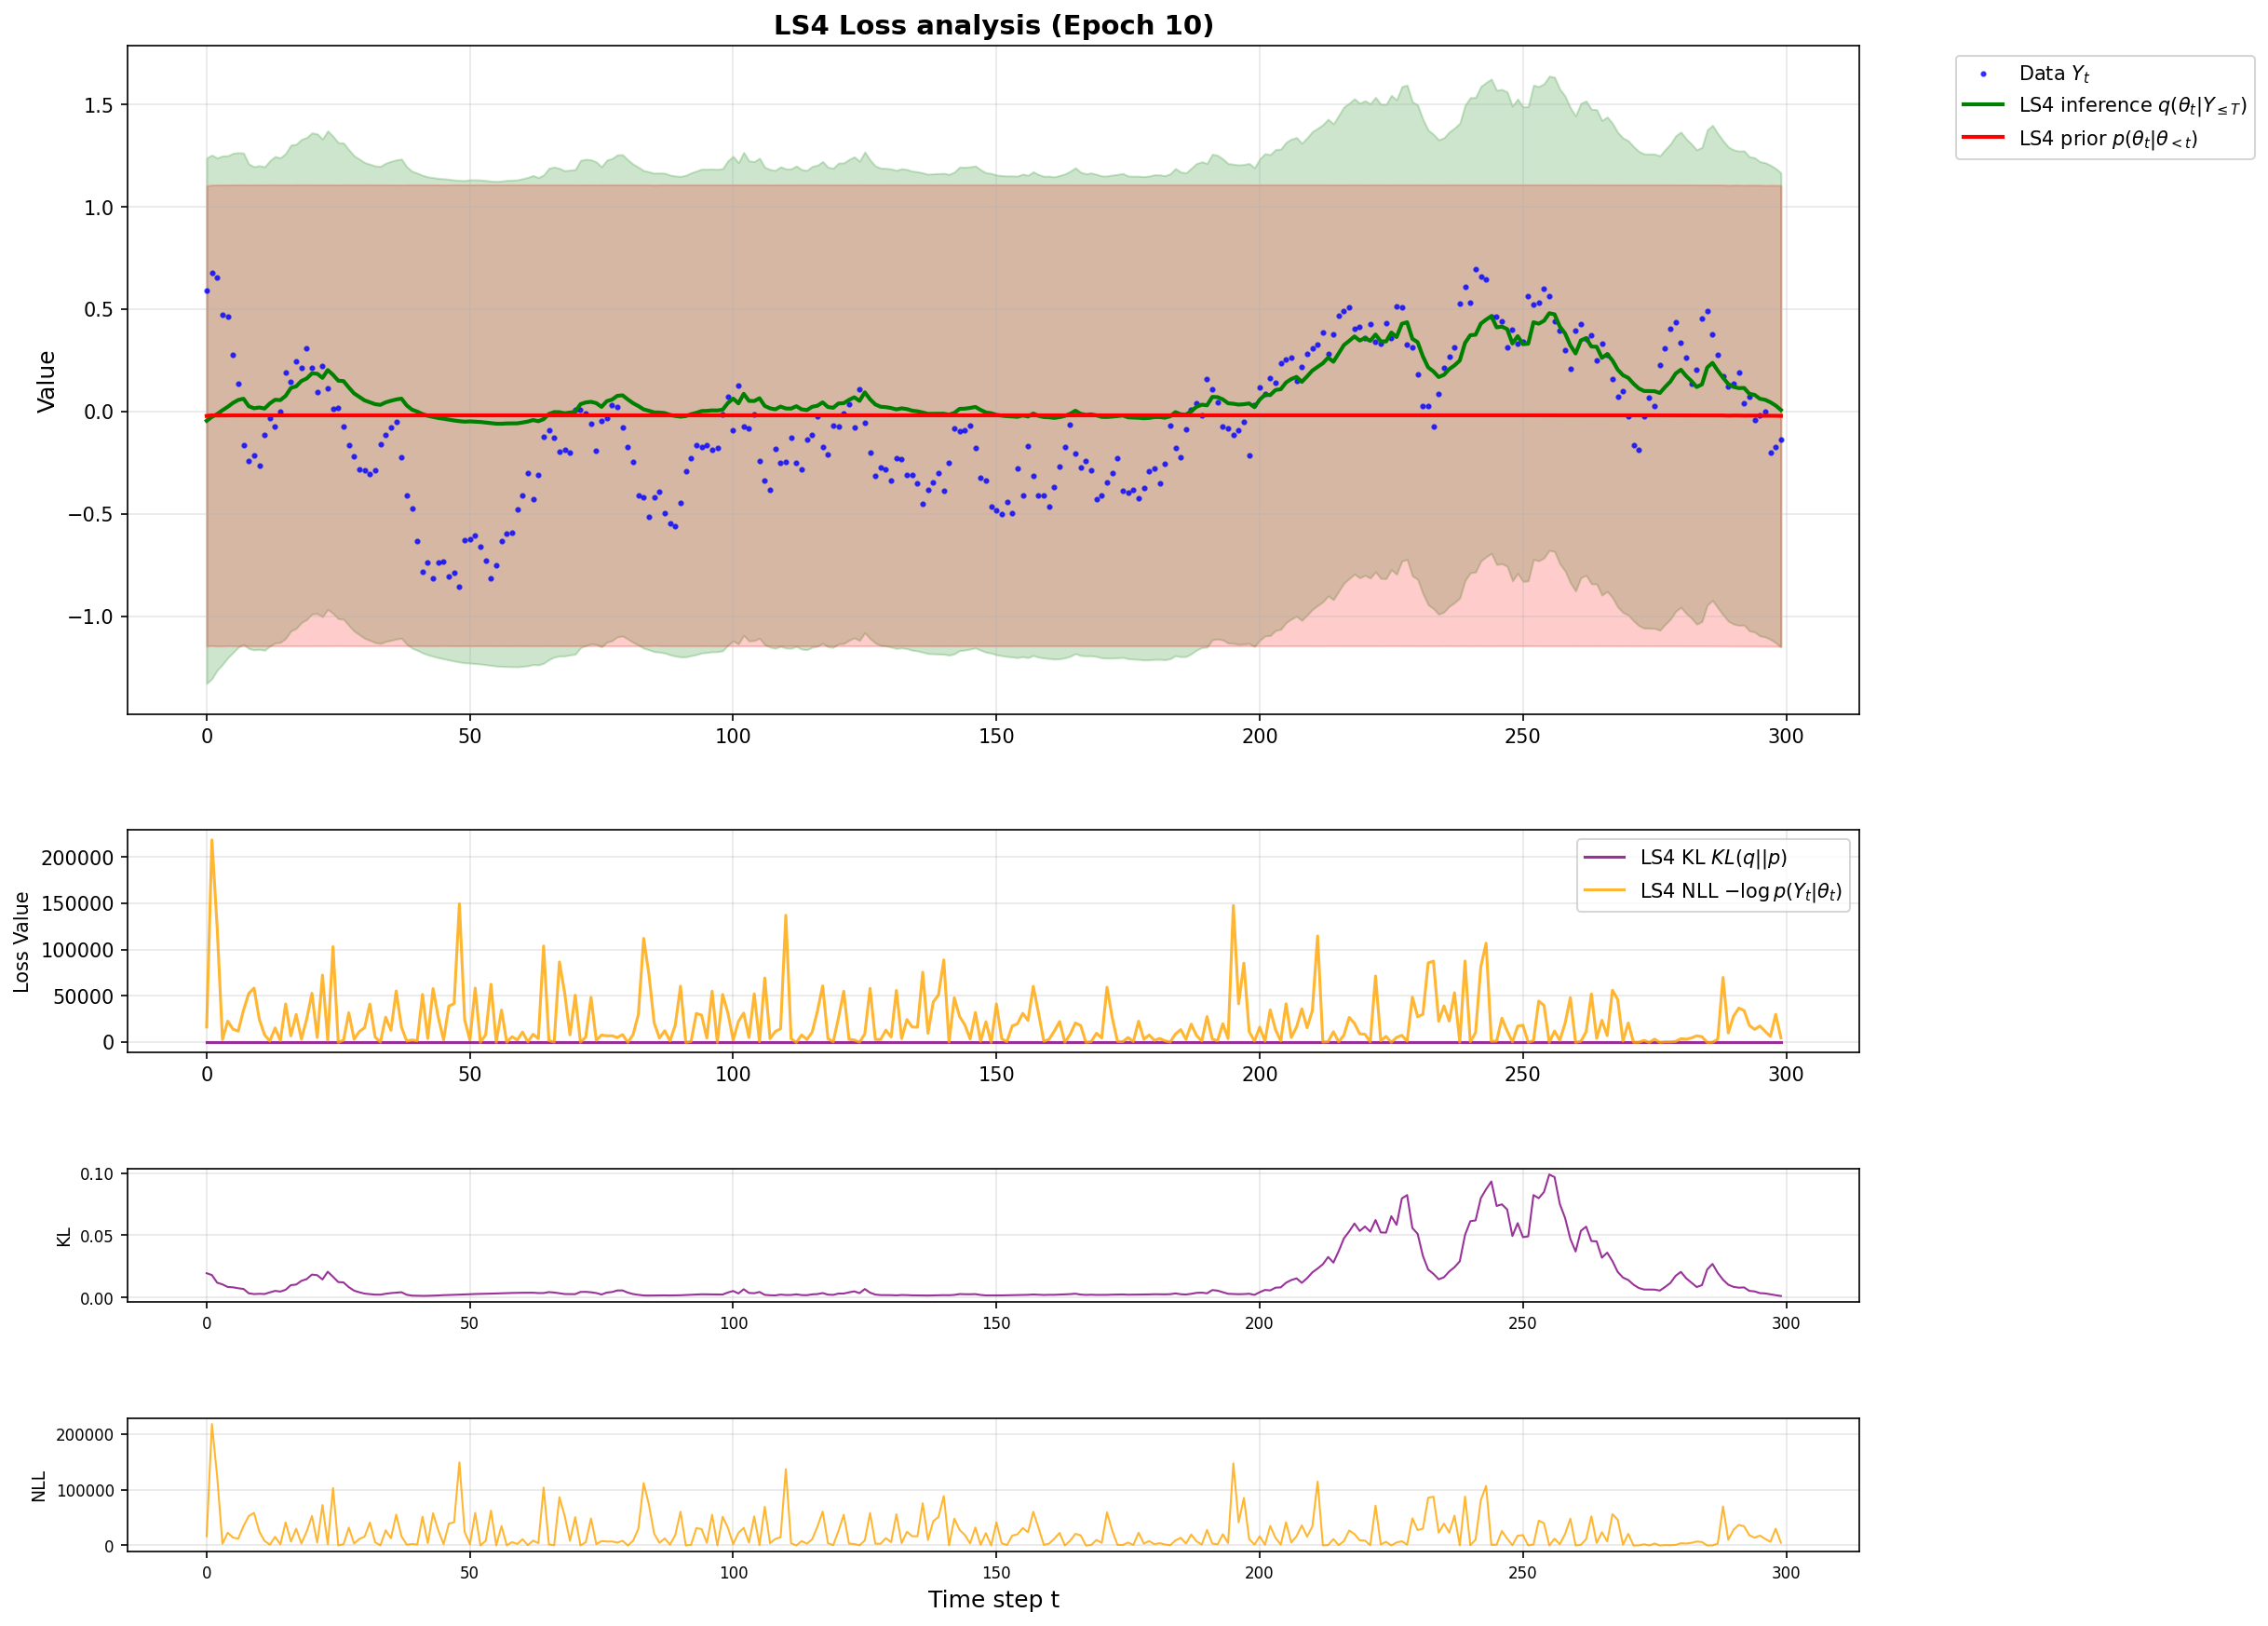 LS4 Loss analysis (Epoch 10)
Data Y_t
LS4 inference q(θ_t|Y_{≤T})
LS4 prior p(θ_t|θ_{<t})
Value
1.5
1.0
0.5
0.0
−0.5
−1.0
0 50 100 150 200 250 300
LS4 KL KL(q||p)
LS4 NLL −log p(Y_t|θ_t)
Loss Value
200000
150000
100000
50000
0
0 50 100 150 200 250 300
KL
0.10
0.05
0.00
0 50 100 150 200 250 300
NLL
200000
100000
0
0 50 100 150 200 250 300
Time step t